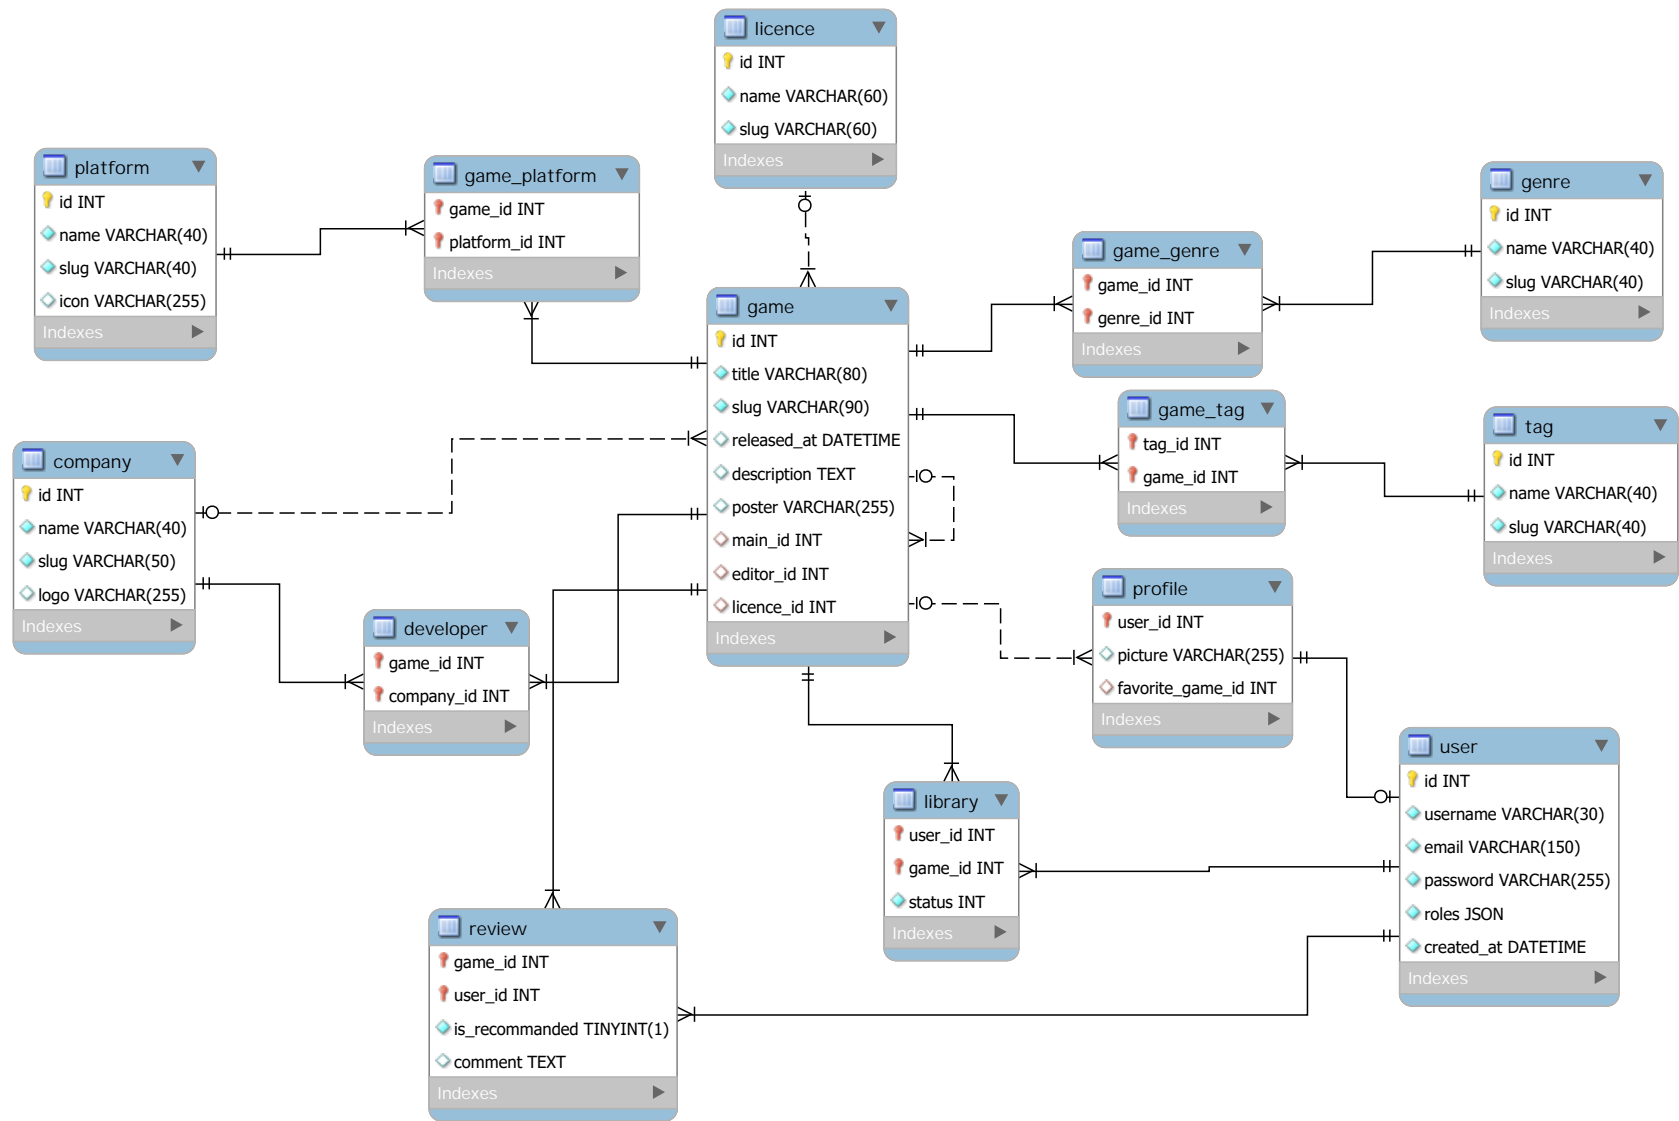 licence
id INT
name VARCHAR(60)
slug VARCHAR(60)
Indexes
platform
id INT
name VARCHAR(40)
slug VARCHAR(40)
icon VARCHAR(255)
Indexes
game_platform
game_id INT
platform_id INT
Indexes
genre
id INT
name VARCHAR(40)
slug VARCHAR(40)
Indexes
game_genre
game_id INT
genre_id INT
Indexes
game
id INT
title VARCHAR(80)
slug VARCHAR(90)
released_at DATETIME
description TEXT
poster VARCHAR(255)
main_id INT
editor_id INT
licence_id INT
Indexes
game_tag
tag_id INT
game_id INT
Indexes
tag
id INT
name VARCHAR(40)
slug VARCHAR(40)
Indexes
company
id INT
name VARCHAR(40)
slug VARCHAR(50)
logo VARCHAR(255)
Indexes
developer
game_id INT
company_id INT
Indexes
profile
user_id INT
picture VARCHAR(255)
favorite_game_id INT
Indexes
user
id INT
username VARCHAR(30)
email VARCHAR(150)
password VARCHAR(255)
roles JSON
created_at DATETIME
Indexes
library
user_id INT
game_id INT
status INT
Indexes
review
game_id INT
user_id INT
is_recommanded TINYINT(1)
comment TEXT
Indexes